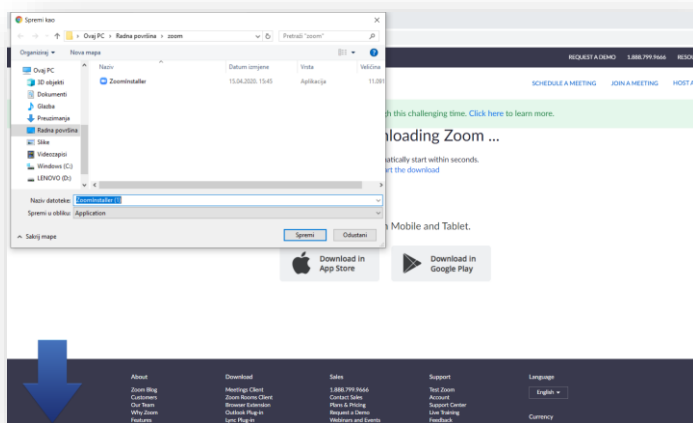 Spremi kao
Ovaj PC > Radna površina > zoom
Pretraži "zoom"
Organiziraj
Nova mapa
Naziv
Datum izmjene
Vrsta
Veličina
Ovaj PC
3D objekti
Dokumenti
Glazba
Preuzimanja
Radna površina
Slike
Videozapisi
Windows (C:)
LENOVO (D:)
ZoomInstaller
15.04.2020. 15:45
Aplikacija
11.081
Naziv datoteke: ZoomInstaller (1)
Spremi u obliku: Application
Sakrij mape
Spremi
Odustani
REQUEST A DEMO 1.888.799.9666 RESOU
SCHEDULE A MEETING JOIN A MEETING HOST A
h this challenging time. Click here to learn more.
nloading Zoom ...
atically start within seconds.
rt the download
n Mobile and Tablet.
Download in
App Store
Download in
Google Play
About
Zoom Blog
Customers
Our Team
Why Zoom
Features
Download
Meetings Client
Zoom Rooms Client
Browser Extension
Outlook Plug-in
Lync Plug-in
Sales
1.888.799.9666
Contact Sales
Plans & Pricing
Request a Demo
Webinars and Events
Support
Test Zoom
Account
Support Center
Live Training
Feedback
Language
English
Currency